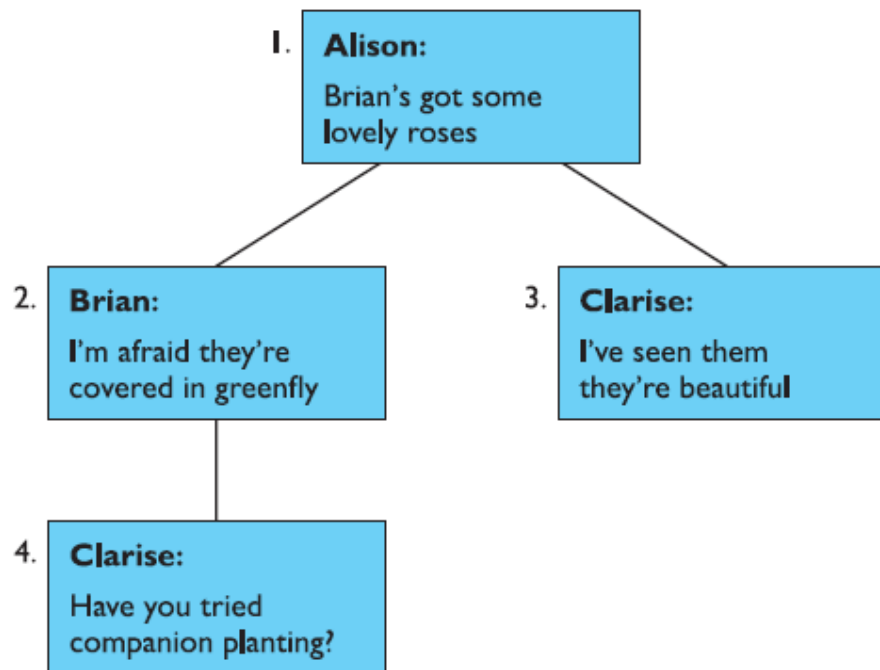 1.
Alison:
Brian's got some
lovely roses
2.
Brian:
I'm afraid they're
covered in greenfly
3.
Clarise:
I've seen them
they're beautiful
4.
Clarise:
Have you tried
companion planting?